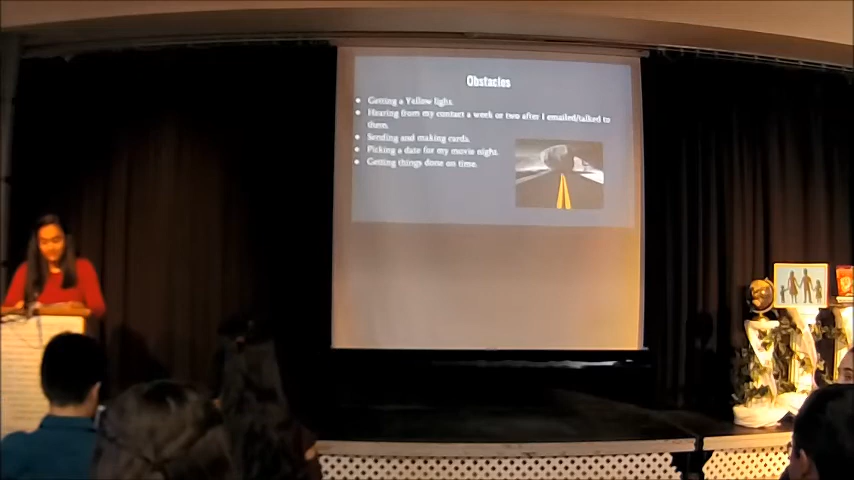 Obstacles
● Getting a Yellow light.
● Hearing from my contact a week or two after I emailed/talked to
them.
● Sending and making cards.
● Picking a date for my movie night.
● Getting things done on time.